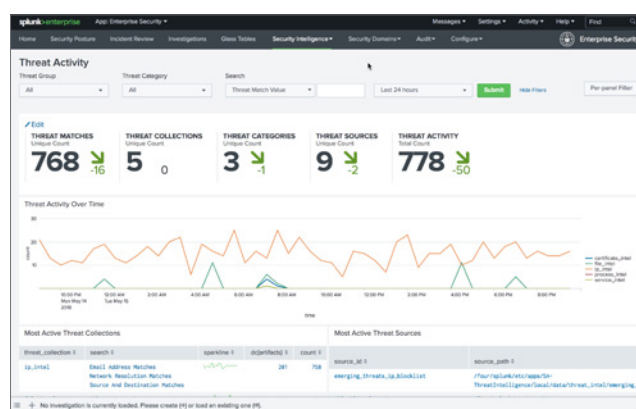 splunk>enterprise App: Enterprise Security Messages Settings Activity Help Find
Home Security Posture Incident Review Investigations Glass Tables Security Intelligence Security Domains Audit Configure Enterprise Securit
Threat Activity
Threat Group Threat Category Search
All All Threat Match Value Last 24 hours Submit Hide Filters Per-panel Filter
Edit
THREAT MATCHES THREAT COLLECTIONS THREAT CATEGORIES THREAT SOURCES THREAT ACTIVITY
Unique Count Unique Count Unique Count Unique Count Total Count
768 -16 5 0 3 -1 9 -2 778 -50
Threat Activity Over Time
30
20
10
count
certificate_intel
file_intel
ip_intel
process_intel
service_intel
10:00 PM 12:00 AM 2:00 AM 4:00 AM 6:00 AM 8:00 AM 10:00 AM 12:00 PM 2:00 PM 4:00 PM 6:00 PM 8:00 PM
Mon May 14 Tue May 15
2018
time
Most Active Threat Collections Most Active Threat Sources
threat_collection search sparkline dc(artifacts) count source_id source_path
ip_intel Email Address Matches 201 758
Network Resolution Matches
Source And Destination Matches
emerging_threats_ip_blocklist
ThreatIntelligence/local/data/threat_intel/emerging_
No investigation is currently loaded. Please create (+) or load an existing one